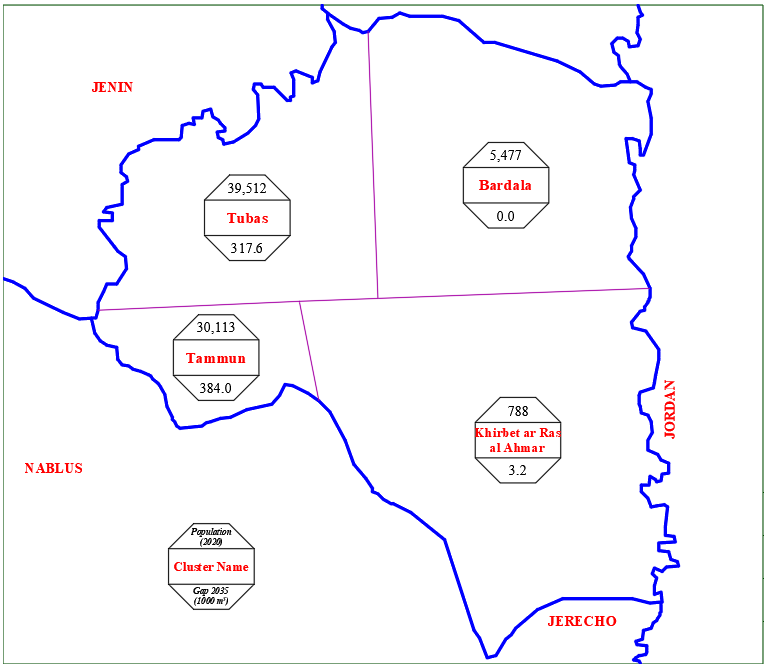 JENIN
5,477
Bardala
0.0
39,512
Tubas
317.6
30,113
Tammun
384.0
788
Khirbet ar Ras
al Ahmar
3.2
JORDAN
NABLUS
Population
(2020)
Cluster Name
Gap 2035
(1000 m³)
JERECHO